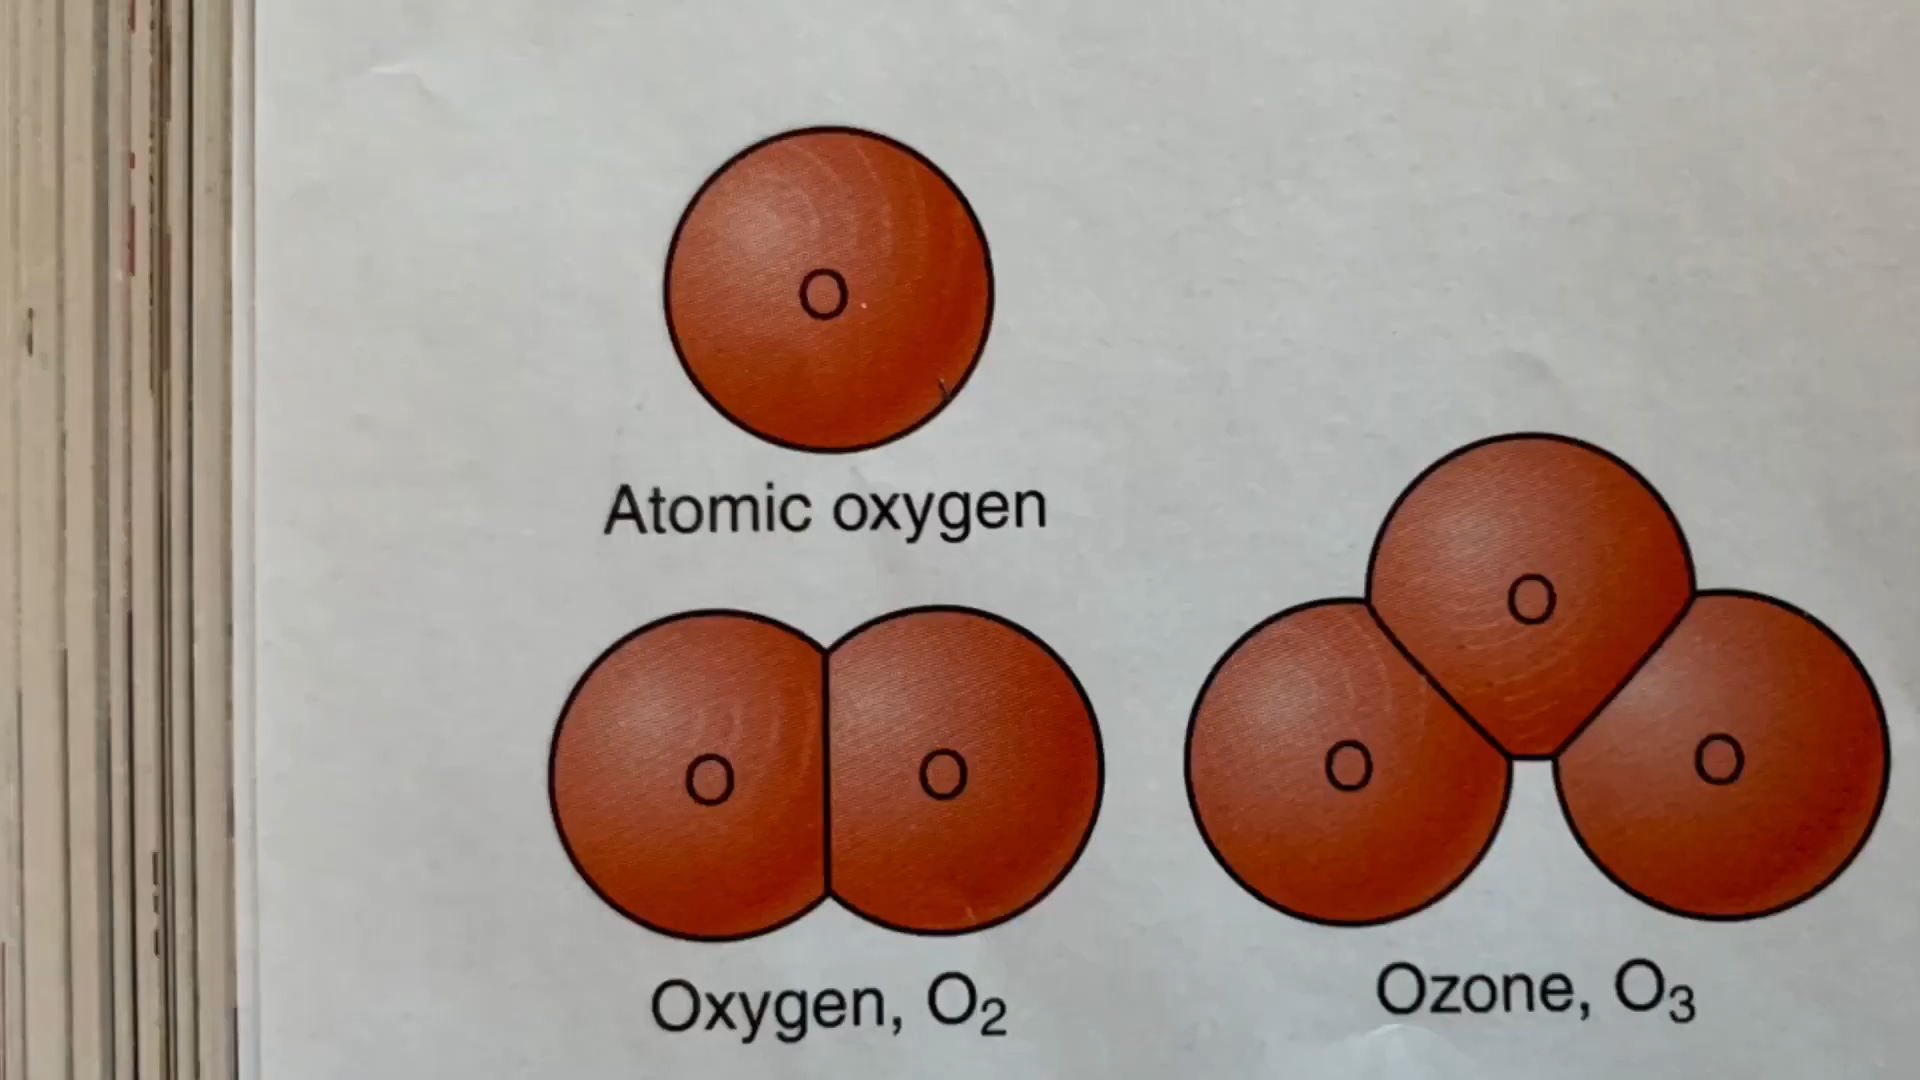 O
Atomic oxygen
O
O O
O O
Oxygen, O₂
Ozone, O₃